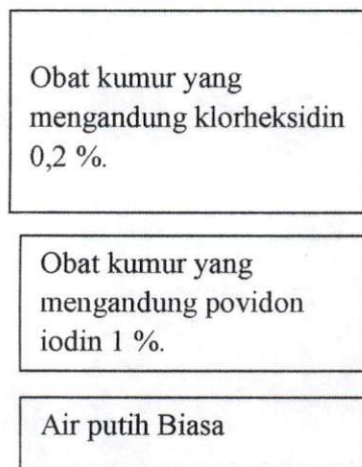 Obat kumur yang
mengandung klorheksidin
0,2 %.
Obat kumur yang
mengandung povidon
iodin 1 %.
Air putih Biasa